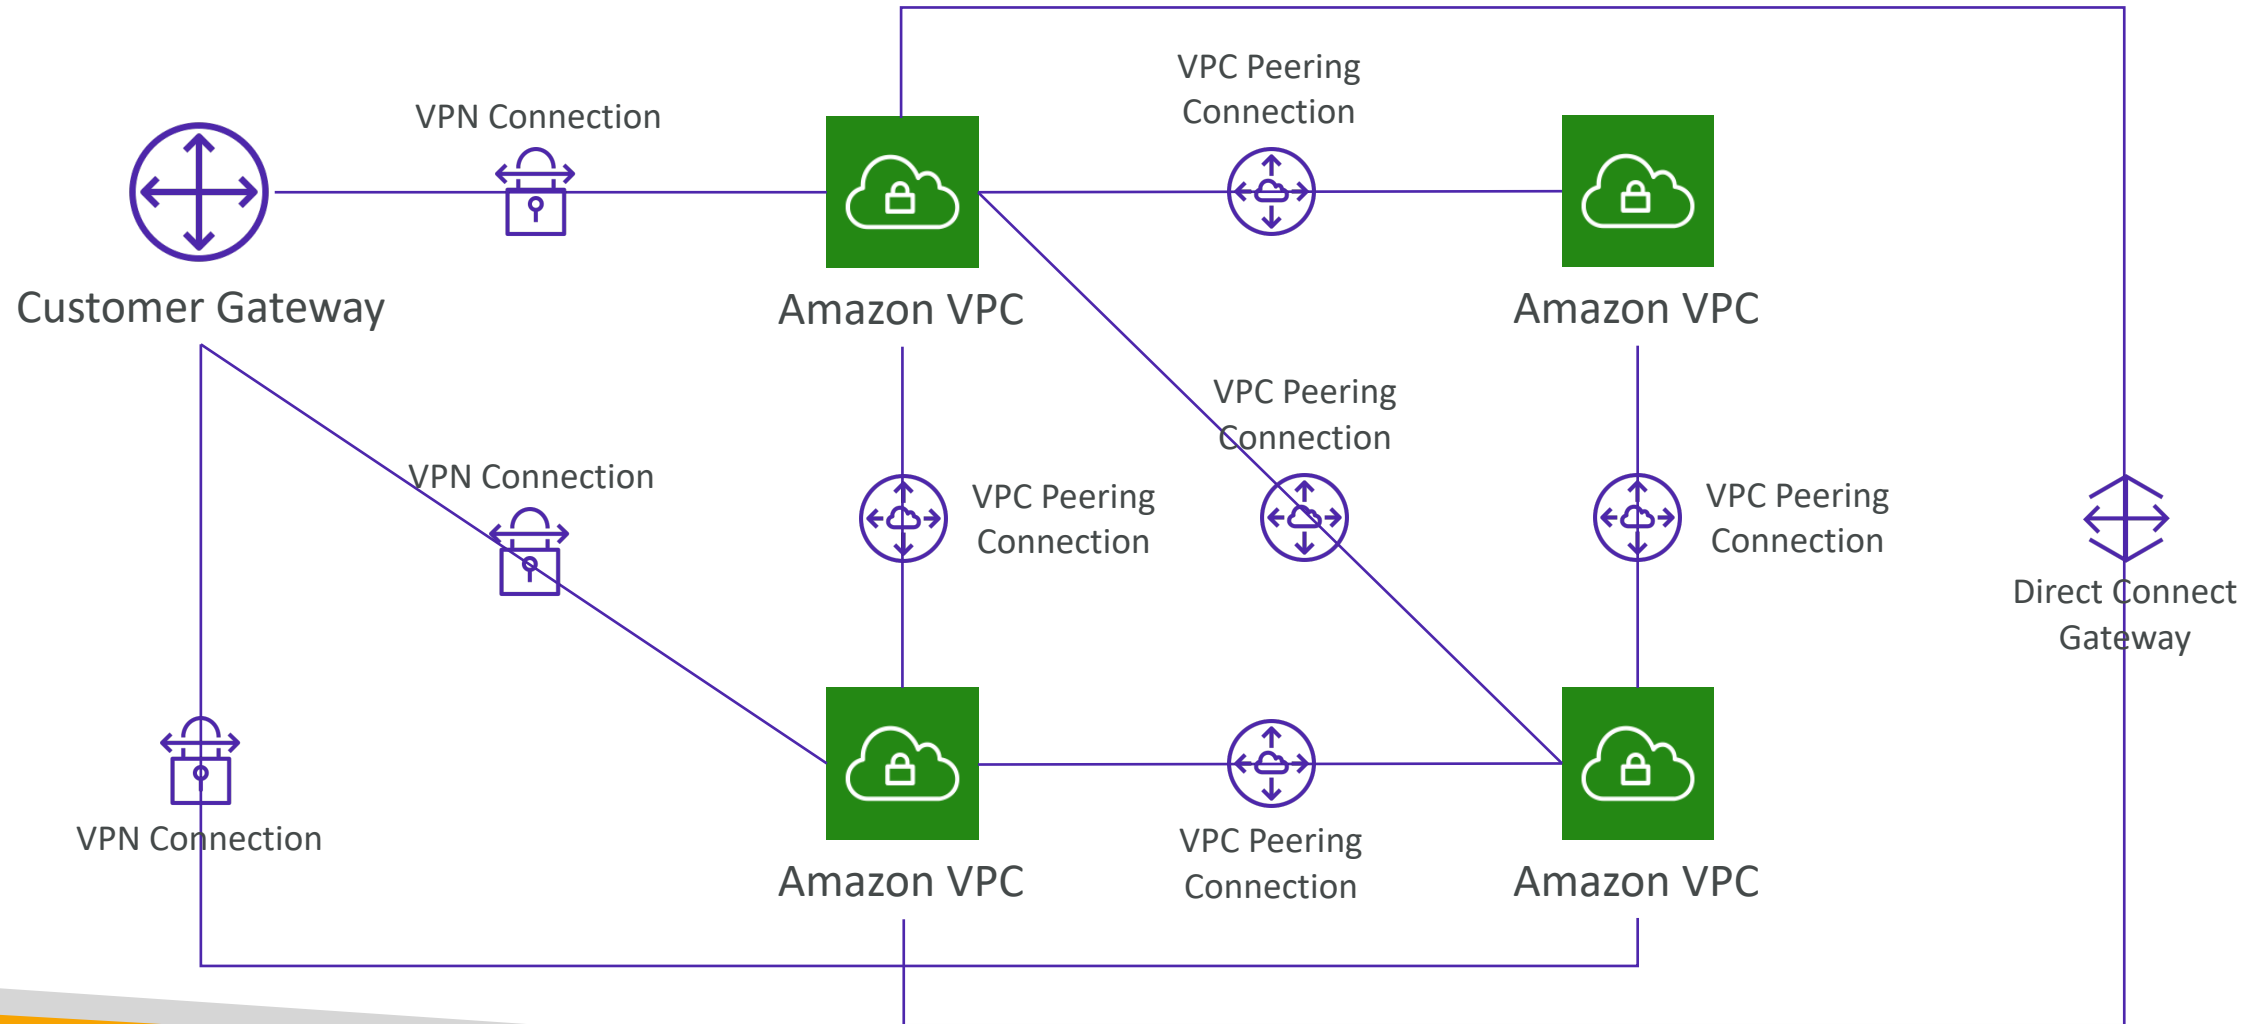 VPC Peering
Connection
VPN Connection
Customer Gateway
Amazon VPC
Amazon VPC
VPC Peering
Connection
VPN Connection
VPC Peering
Connection
VPC Peering
Connection
Direct Connect
Gateway
VPN Connection
VPC Peering
Connection
Amazon VPC
Amazon VPC